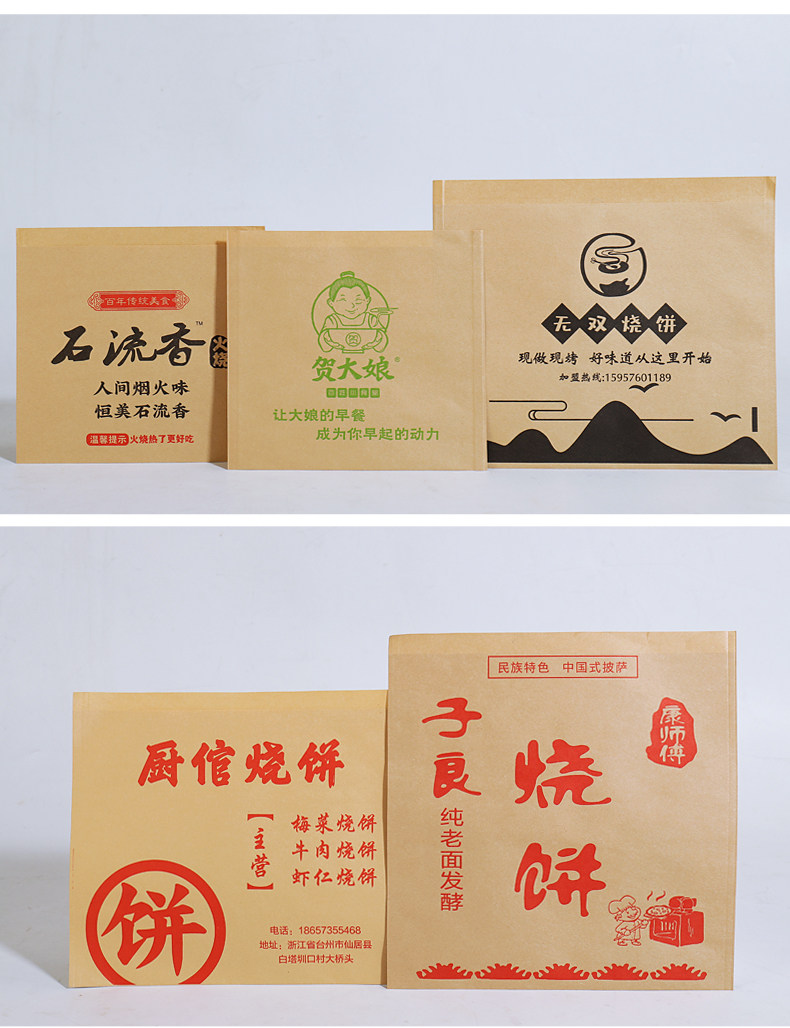 百年传统美食
石流香™
火烧
人间烟火味
恒美石流香
温馨提示 火烧热了更好吃
贺大娘®
让大娘的早餐
成为你早起的动力
无双烧饼
现做现烤 好味道从这里开始
加盟热线:15957601189
厨倌烧饼
【主营】
梅菜烧饼
牛肉烧饼
虾仁烧饼
饼
电话：18657355468
地址：浙江省台州市仙居县
白塔圳口村大桥头
民族特色 中国式披萨
子良
烧饼
康师傅
纯老面发酵